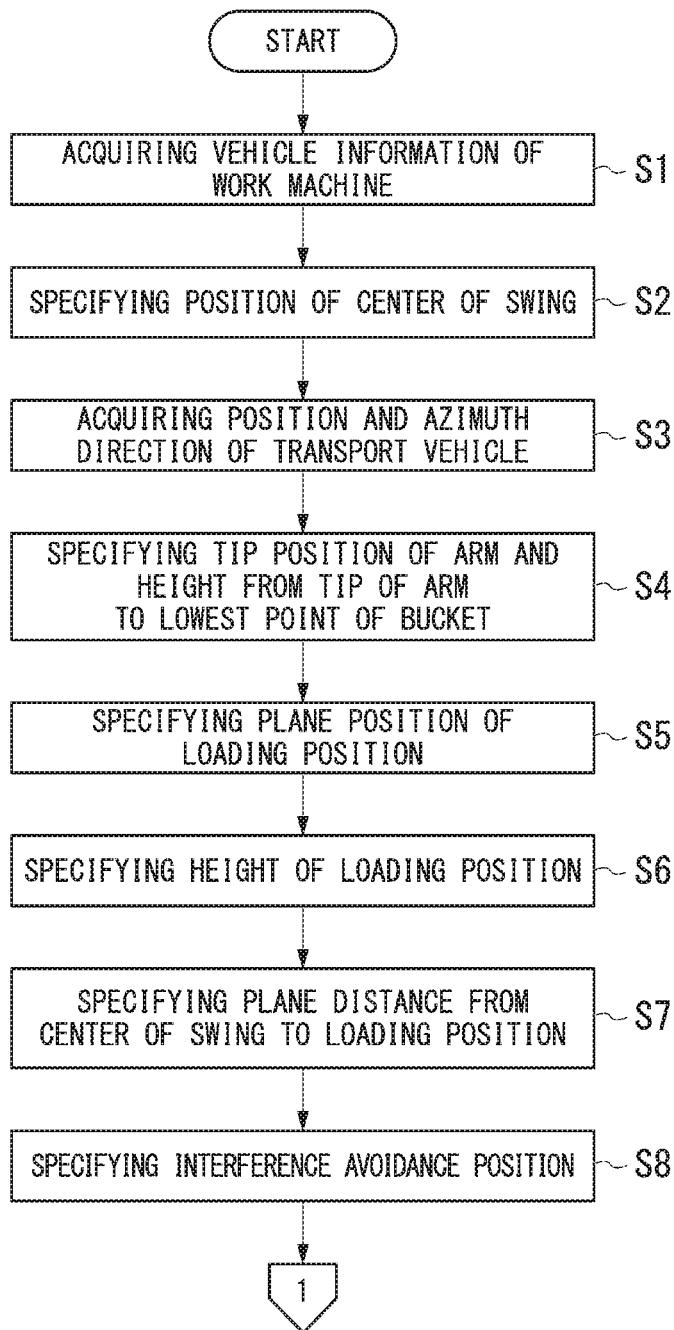 START
ACQUIRING VEHICLE INFORMATION OF
WORK MACHINE
S1
SPECIFYING POSITION OF CENTER OF SWING
S2
ACQUIRING POSITION AND AZIMUTH
DIRECTION OF TRANSPORT VEHICLE
S3
SPECIFYING TIP POSITION OF ARM AND
HEIGHT FROM TIP OF ARM
TO LOWEST POINT OF BUCKET
S4
SPECIFYING PLANE POSITION OF
LOADING POSITION
S5
SPECIFYING HEIGHT OF LOADING POSITION
S6
SPECIFYING PLANE DISTANCE FROM
CENTER OF SWING TO LOADING POSITION
S7
SPECIFYING INTERFERENCE AVOIDANCE POSITION
S8
1